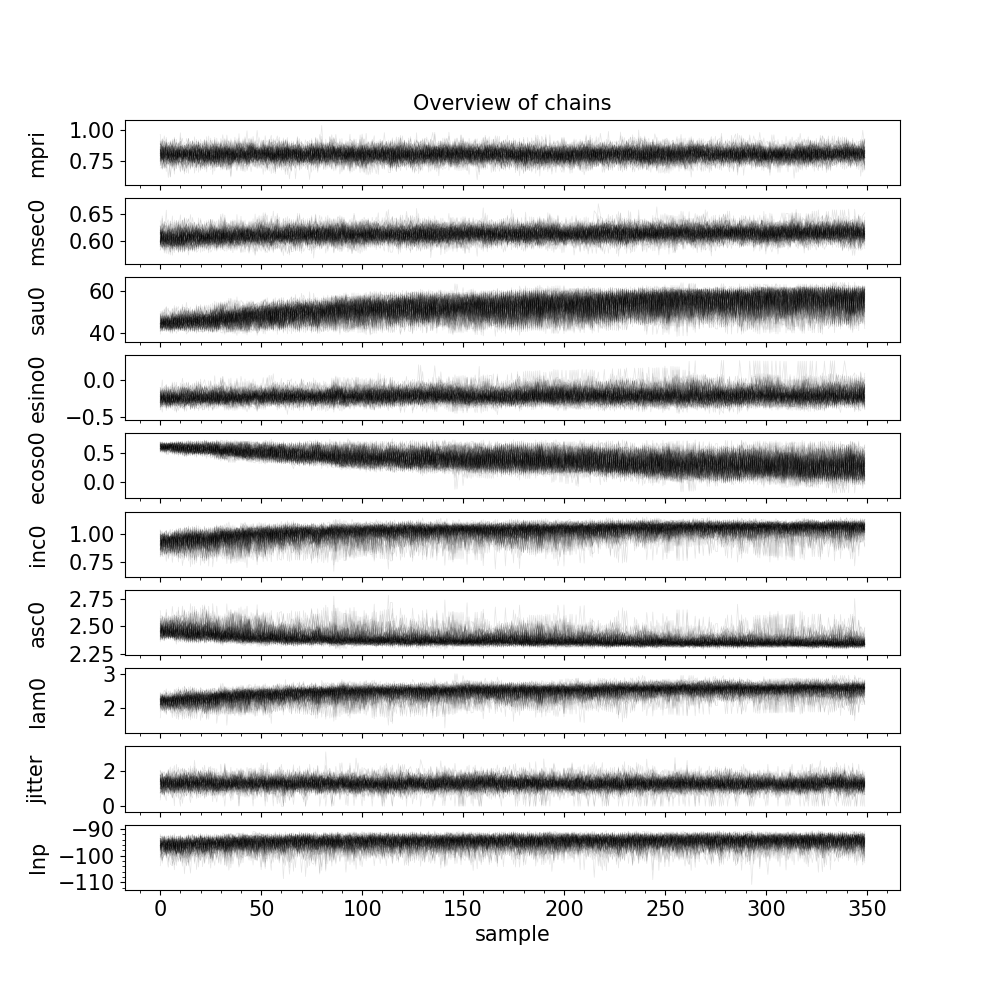 Overview of chains
mpri
1.00
0.75
msec0
0.65
0.60
sau0
60
40
esino0
0.0
−0.5
ecoso0
0.5
0.0
inc0
1.00
0.75
asc0
2.75
2.50
2.25
lam0
3
2
jitter
2
0
lnp
−90
−100
−110
0 50 100 150 200 250 300 350
sample